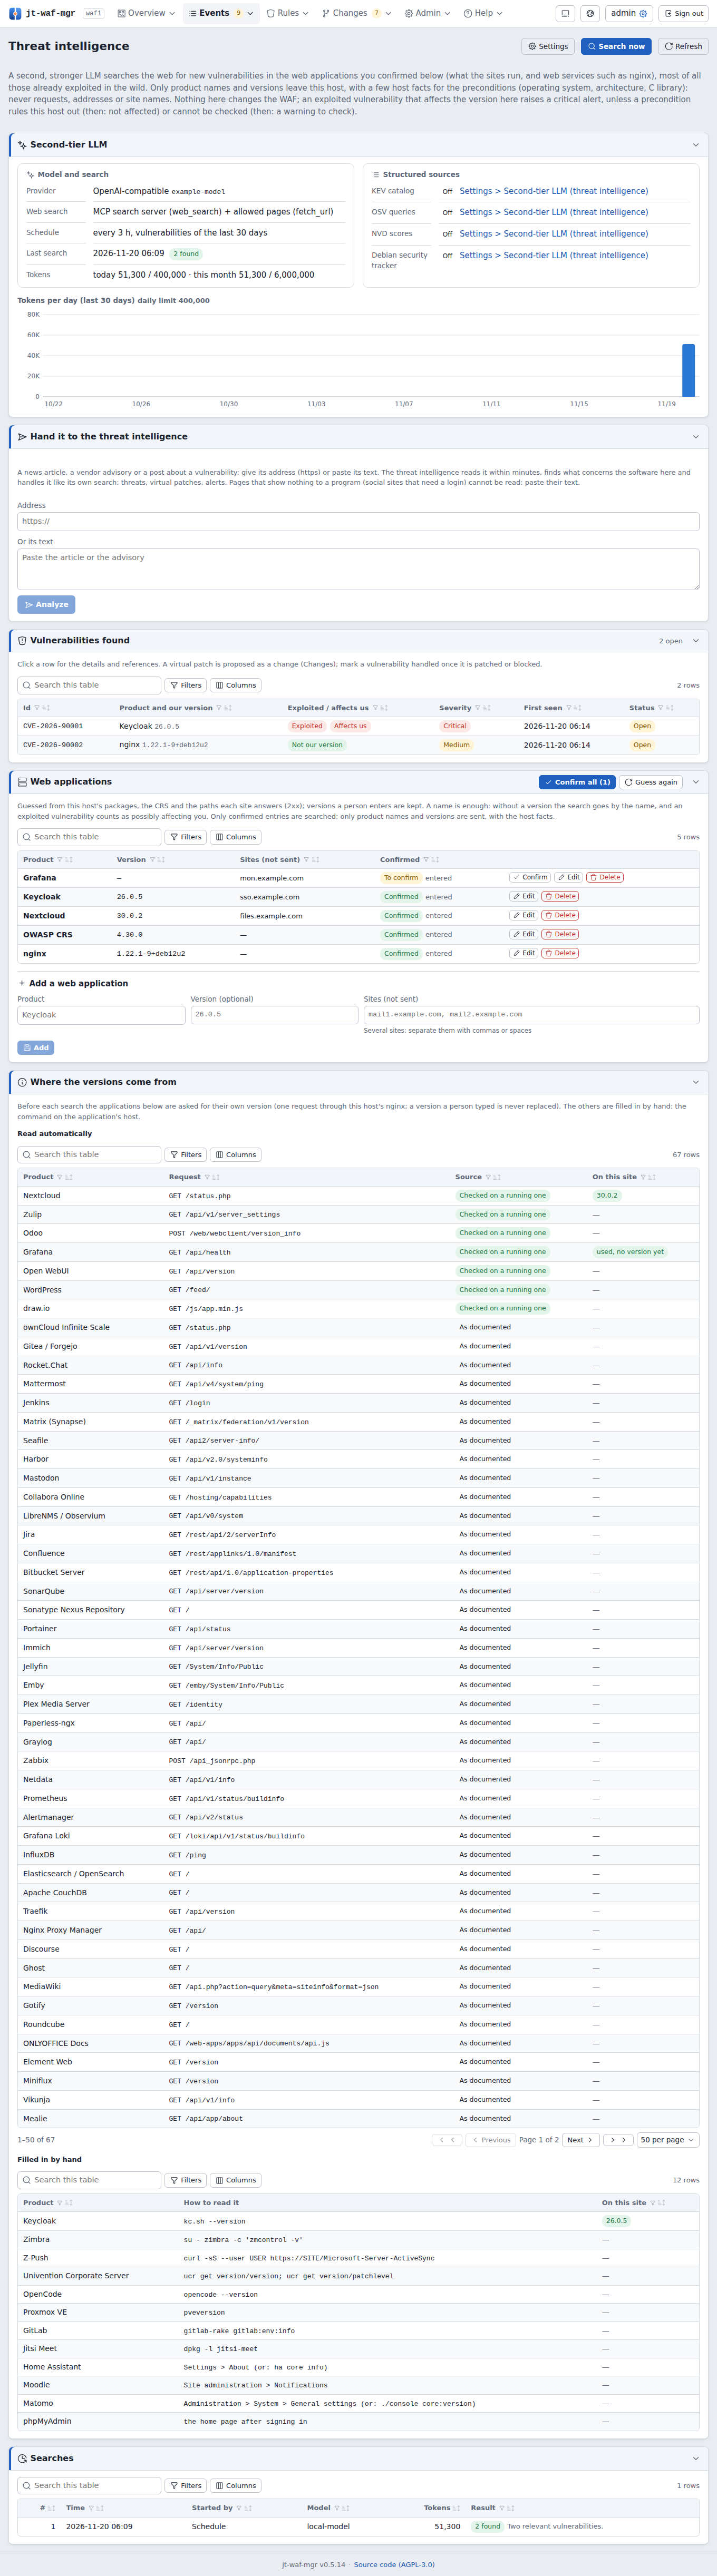 jt-waf-mgr waf1 Overview Events 9 Rules Changes 7 Admin Help admin Sign out
Threat intelligence Settings Search now Refresh
A second, stronger LLM searches the web for new vulnerabilities in the web applications you confirmed below (what the sites run, and web services such as nginx), most of all
those already exploited in the wild. Only product names and versions leave this host, with a few host facts for the preconditions (operating system, architecture, C library);
never requests, addresses or site names. Nothing here changes the WAF; an exploited vulnerability that affects the version here raises a critical alert, unless a precondition
rules this host out (then: not affected) or cannot be checked (then: a warning to check).
Second-tier LLM
Model and search
Provider OpenAI-compatible example-model
Web search MCP search server (web_search) + allowed pages (fetch_url)
Schedule every 3 h, vulnerabilities of the last 30 days
Last search 2026-11-20 06:09 2 found
Tokens today 51,300 / 400,000 · this month 51,300 / 6,000,000
Structured sources
KEV catalog Off Settings > Second-tier LLM (threat intelligence)
OSV queries Off Settings > Second-tier LLM (threat intelligence)
NVD scores Off Settings > Second-tier LLM (threat intelligence)
Debian security tracker Off Settings > Second-tier LLM (threat intelligence)
Tokens per day (last 30 days) daily limit 400,000
80K
60K
40K
20K
0
10/22 10/26 10/30 11/03 11/07 11/11 11/15 11/19
Hand it to the threat intelligence
A news article, a vendor advisory or a post about a vulnerability: give its address (https) or paste its text. The threat intelligence reads it within minutes, finds what concerns the software here and
handles it like its own search: threats, virtual patches, alerts. Pages that show nothing to a program (social sites that need a login) cannot be read: paste their text.
Address
https://
Or its text
Paste the article or the advisory
Analyze
Vulnerabilities found 2 open
Click a row for the details and references. A virtual patch is proposed as a change (Changes); mark a vulnerability handled once it is patched or blocked.
Search this table Filters Columns 2 rows
Id Product and our version Exploited / affects us Severity First seen Status
CVE-2026-90001 Keycloak 26.0.5 Exploited Affects us Critical 2026-11-20 06:14 Open
CVE-2026-90002 nginx 1.22.1-9+deb12u2 Not our version Medium 2026-11-20 06:14 Open
Web applications Confirm all (1) Guess again
Guessed from this host's packages, the CRS and the paths each site answers (2xx); versions a person enters are kept. A name is enough: without a version the search goes by the name, and an
exploited vulnerability counts as possibly affecting you. Only confirmed entries are searched; only product names and versions are sent, with the host facts.
Search this table Filters Columns 5 rows
Product Version Sites (not sent) Confirmed
Grafana — mon.example.com To confirm entered Confirm Edit Delete
Keycloak 26.0.5 sso.example.com Confirmed entered Edit Delete
Nextcloud 30.0.2 files.example.com Confirmed entered Edit Delete
OWASP CRS 4.30.0 — Confirmed entered Edit Delete
nginx 1.22.1-9+deb12u2 — Confirmed entered Edit Delete
Add a web application
Product Version (optional) Sites (not sent)
Keycloak 26.0.5 mail1.example.com, mail2.example.com
Several sites: separate them with commas or spaces
Add
Where the versions come from
Before each search the applications below are asked for their own version (one request through this host's nginx; a version a person typed is never replaced). The others are filled in by hand: the
command on the application's host.
Read automatically
Search this table Filters Columns 67 rows
Product Request Source On this site
Nextcloud GET /status.php Checked on a running one 30.0.2
Zulip GET /api/v1/server_settings Checked on a running one —
Odoo POST /web/webclient/version_info Checked on a running one —
Grafana GET /api/health Checked on a running one used, no version yet
Open WebUI GET /api/version Checked on a running one —
WordPress GET /feed/ Checked on a running one —
draw.io GET /js/app.min.js Checked on a running one —
ownCloud Infinite Scale GET /status.php As documented —
Gitea / Forgejo GET /api/v1/version As documented —
Rocket.Chat GET /api/info As documented —
Mattermost GET /api/v4/system/ping As documented —
Jenkins GET /login As documented —
Matrix (Synapse) GET /_matrix/federation/v1/version As documented —
Seafile GET /api2/server-info/ As documented —
Harbor GET /api/v2.0/systeminfo As documented —
Mastodon GET /api/v1/instance As documented —
Collabora Online GET /hosting/capabilities As documented —
LibreNMS / Observium GET /api/v0/system As documented —
Jira GET /rest/api/2/serverInfo As documented —
Confluence GET /rest/applinks/1.0/manifest As documented —
Bitbucket Server GET /rest/api/1.0/application-properties As documented —
SonarQube GET /api/server/version As documented —
Sonatype Nexus Repository GET / As documented —
Portainer GET /api/status As documented —
Immich GET /api/server/version As documented —
Jellyfin GET /System/Info/Public As documented —
Emby GET /emby/System/Info/Public As documented —
Plex Media Server GET /identity As documented —
Paperless-ngx GET /api/ As documented —
Graylog GET /api/ As documented —
Zabbix POST /api_jsonrpc.php As documented —
Netdata GET /api/v1/info As documented —
Prometheus GET /api/v1/status/buildinfo As documented —
Alertmanager GET /api/v2/status As documented —
Grafana Loki GET /loki/api/v1/status/buildinfo As documented —
InfluxDB GET /ping As documented —
Elasticsearch / OpenSearch GET / As documented —
Apache CouchDB GET / As documented —
Traefik GET /api/version As documented —
Nginx Proxy Manager GET /api/ As documented —
Discourse GET / As documented —
Ghost GET / As documented —
MediaWiki GET /api.php?action=query&meta=siteinfo&format=json As documented —
Gotify GET /version As documented —
Roundcube GET / As documented —
ONLYOFFICE Docs GET /web-apps/apps/api/documents/api.js As documented —
Element Web GET /version As documented —
Miniflux GET /version As documented —
Vikunja GET /api/v1/info As documented —
Mealie GET /api/app/about As documented —
1–50 of 67 Previous Page 1 of 2 Next 50 per page
Filled in by hand
Search this table Filters Columns 12 rows
Product How to read it On this site
Keycloak kc.sh --version 26.0.5
Zimbra su - zimbra -c 'zmcontrol -v' —
Z-Push curl -sS --user USER https://SITE/Microsoft-Server-ActiveSync —
Univention Corporate Server ucr get version/version; ucr get version/patchlevel —
OpenCode opencode --version —
Proxmox VE pveversion —
GitLab gitlab-rake gitlab:env:info —
Jitsi Meet dpkg -l jitsi-meet —
Home Assistant Settings > About (or: ha core info) —
Moodle Site administration > Notifications —
Matomo Administration > System > General settings (or: ./console core:version) —
phpMyAdmin the home page after signing in —
Searches
Search this table Filters Columns 1 rows
# Time Started by Model Tokens Result
1 2026-11-20 06:09 Schedule local-model 51,300 2 found Two relevant vulnerabilities.
jt-waf-mgr v0.5.14 · Source code (AGPL-3.0)